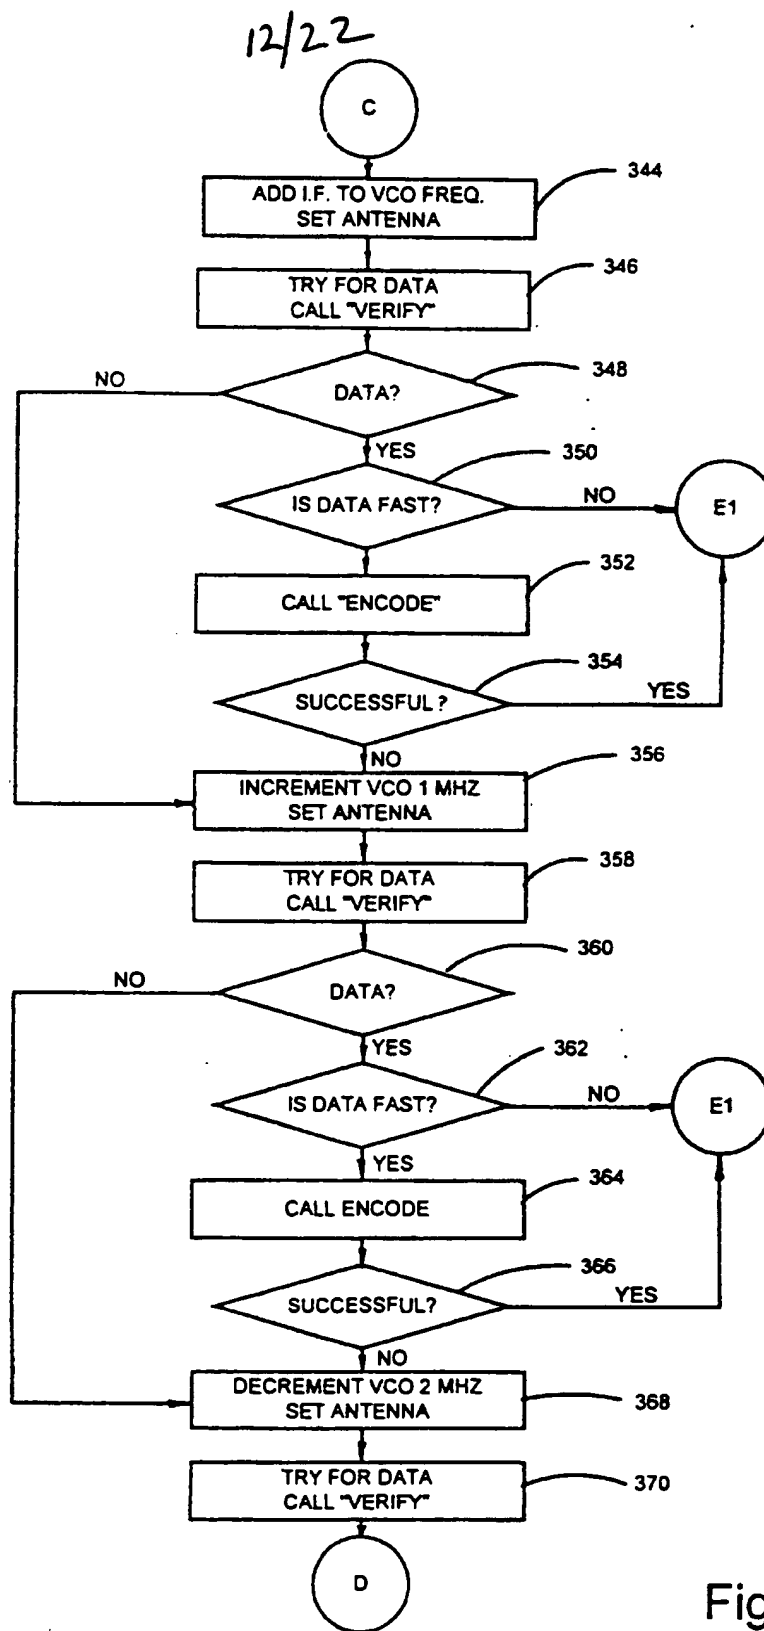 12/22
C
ADD I.F. TO VCO FREQ.
SET ANTENNA
344
TRY FOR DATA
CALL "VERIFY"
346
DATA?
348
NO
YES
IS DATA FAST?
350
NO
E1
CALL "ENCODE"
352
SUCCESSFUL?
354
YES
NO
INCREMENT VCO 1 MHZ
SET ANTENNA
356
TRY FOR DATA
CALL "VERIFY"
358
DATA?
360
NO
YES
IS DATA FAST?
362
NO
E1
YES
CALL ENCODE
364
SUCCESSFUL?
366
YES
NO
DECREMENT VCO 2 MHZ
SET ANTENNA
368
TRY FOR DATA
CALL "VERIFY"
370
D
Fig